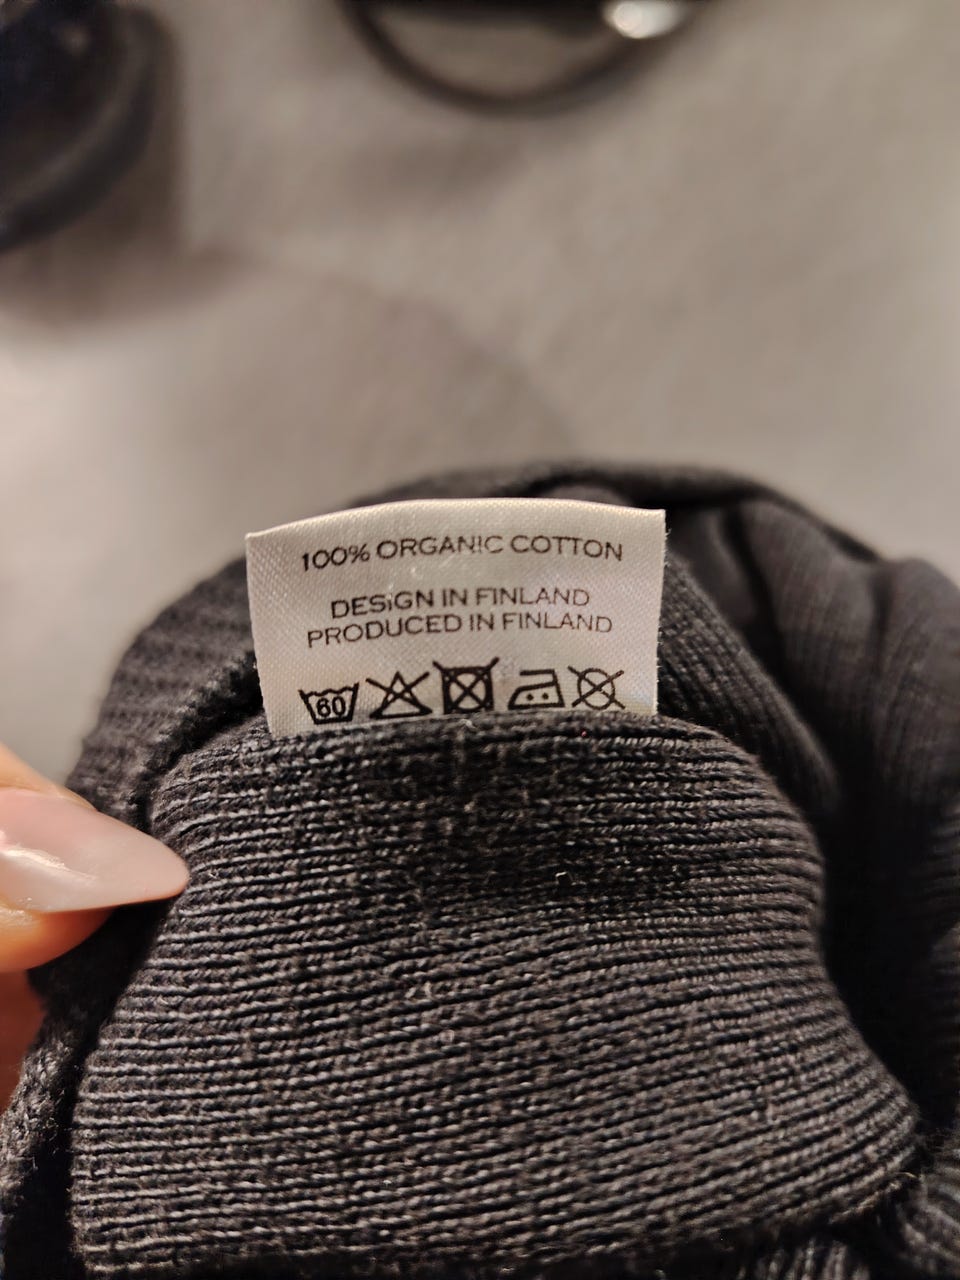 100% ORGANIC COTTON
DESIGN IN FINLAND
PRODUCED IN FINLAND
60